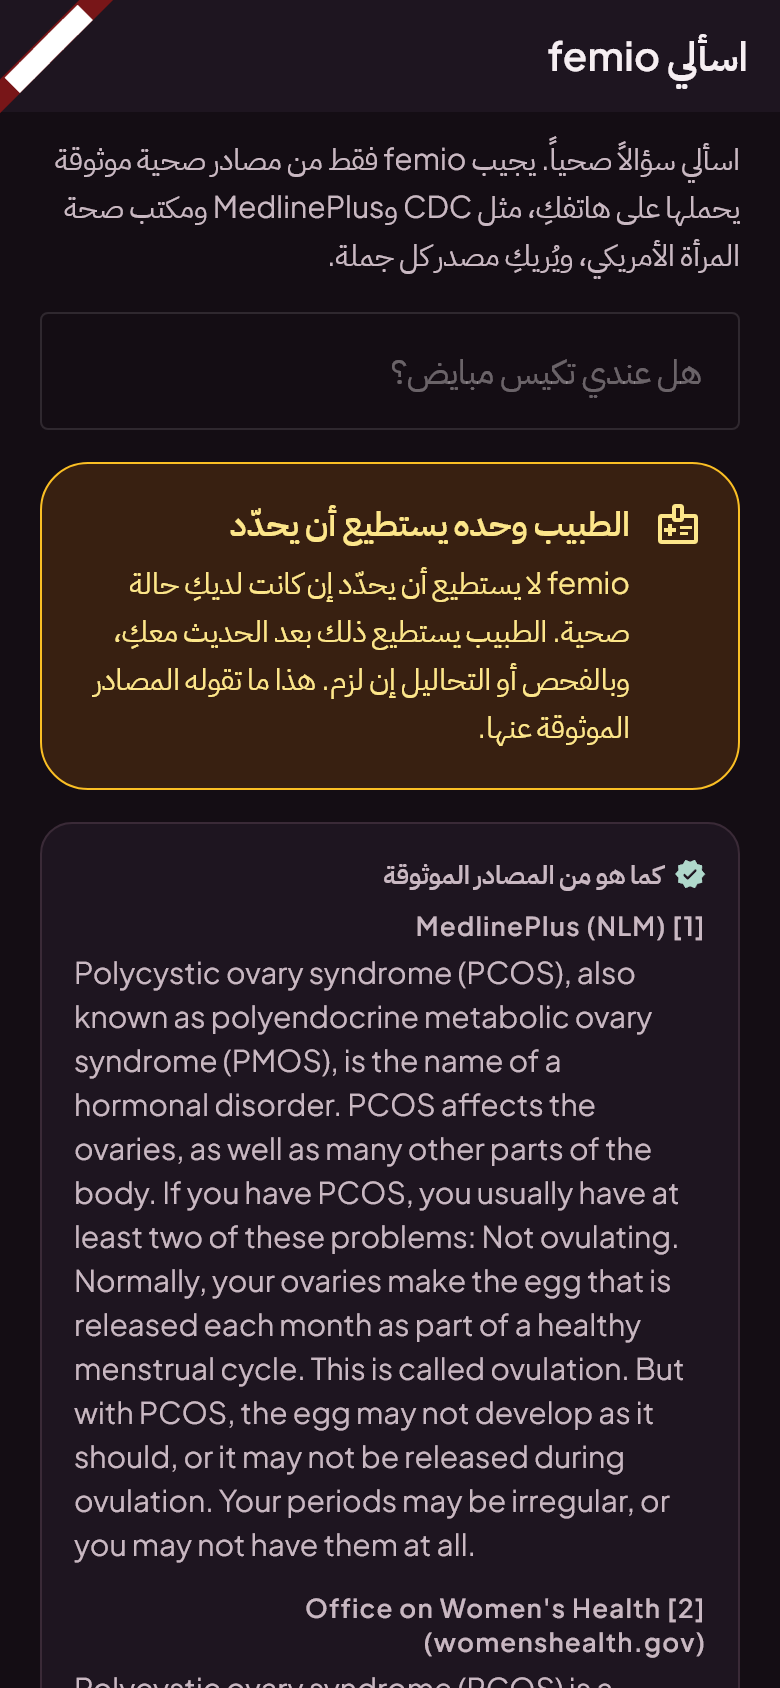 اسألي femio
اسألي سؤالاً صحياً. يجيب femio فقط من مصادر صحية موثوقة
يحملها على هاتفكِ، مثل CDC وMedlinePlus ومكتب صحة
المرأة الأمريكي، ويُريكِ مصدر كل جملة.
هل عندي تكيس مبايض؟
الطبيب وحده يستطيع أن يحدّد
femio لا يستطيع أن يحدّد إن كانت لديكِ حالة
صحية. الطبيب يستطيع ذلك بعد الحديث معكِ،
وبالفحص أو التحاليل إن لزم. هذا ما تقوله المصادر
الموثوقة عنها.
كما هو من المصادر الموثوقة
MedlinePlus (NLM) [1]
Polycystic ovary syndrome (PCOS), also
known as polyendocrine metabolic ovary
syndrome (PMOS), is the name of a
hormonal disorder. PCOS affects the
ovaries, as well as many other parts of the
body. If you have PCOS, you usually have at
least two of these problems: Not ovulating.
Normally, your ovaries make the egg that is
released each month as part of a healthy
menstrual cycle. This is called ovulation. But
with PCOS, the egg may not develop as it
should, or it may not be released during
ovulation. Your periods may be irregular, or
you may not have them at all.
Office on Women's Health [2]
(womenshealth.gov)
Polycystic ovary syndrome (PCOS) is a